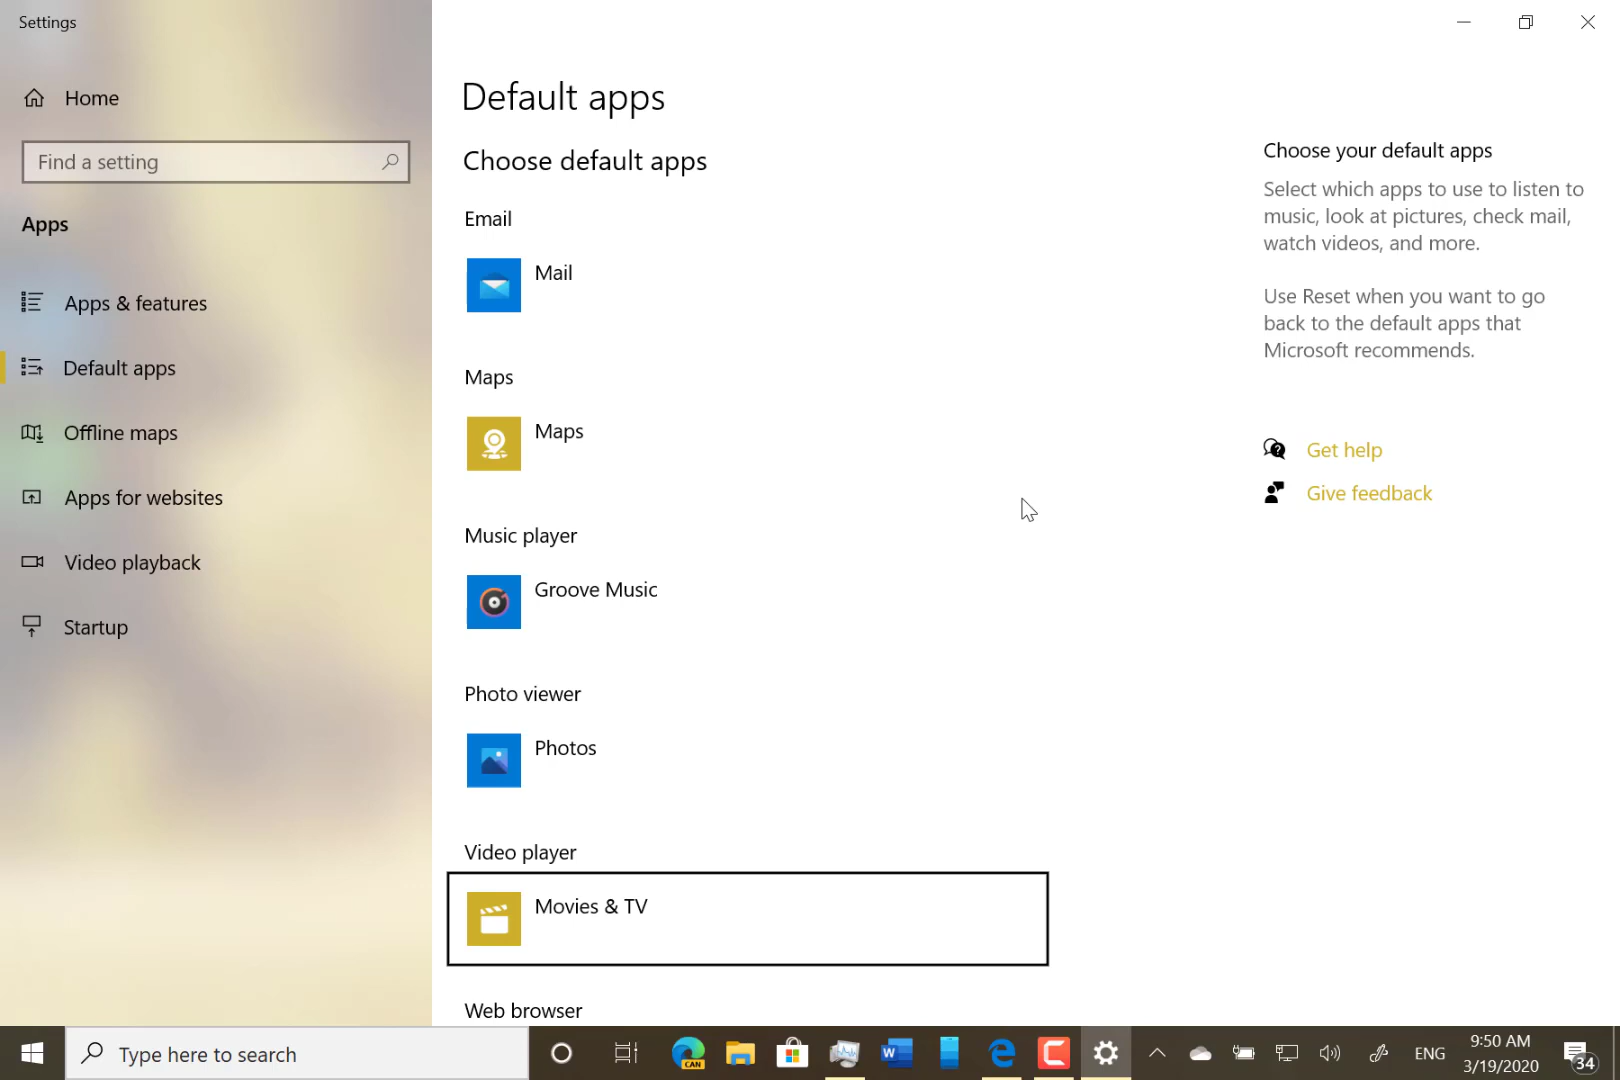 Settings
Home
Find a setting
Apps
Apps & features
Default apps
Offline maps
Apps for websites
Video playback
Startup
Default apps
Choose default apps
Email
Mail
Maps
Maps
Music player
Groove Music
Photo viewer
Photos
Video player
Movies & TV
Web browser
Choose your default apps
Select which apps to use to listen to
music, look at pictures, check mail,
watch videos, and more.
Use Reset when you want to go
back to the default apps that
Microsoft recommends.
Get help
Give feedback
Type here to search
CAN
W
ENG
9:50 AM
3/19/2020
34